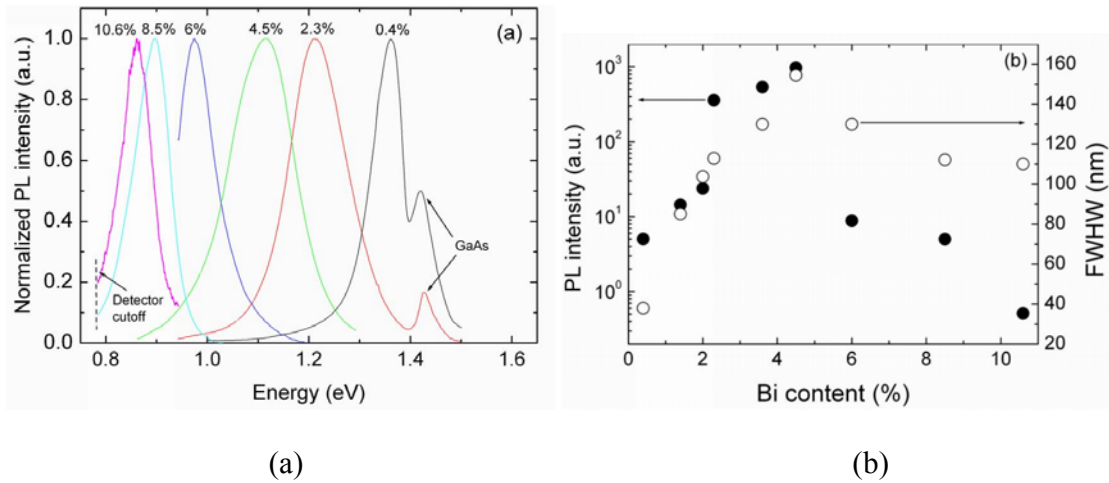 10.6% 8.5% 6% 4.5% 2.3% 0.4%
(a)
Normalized PL intensity (a.u.)
1.0
0.8
0.6
0.4
0.2
0.0
GaAs
Detector
cutoff
0.8 1.0 1.2 1.4 1.6
Energy (eV)
(b)
PL intensity (a.u.)
10³
10²
10¹
10⁰
160
140
120
100
80
60
40
20
FWHW (nm)
0 2 4 6 8 10
Bi content (%)
(a) (b)